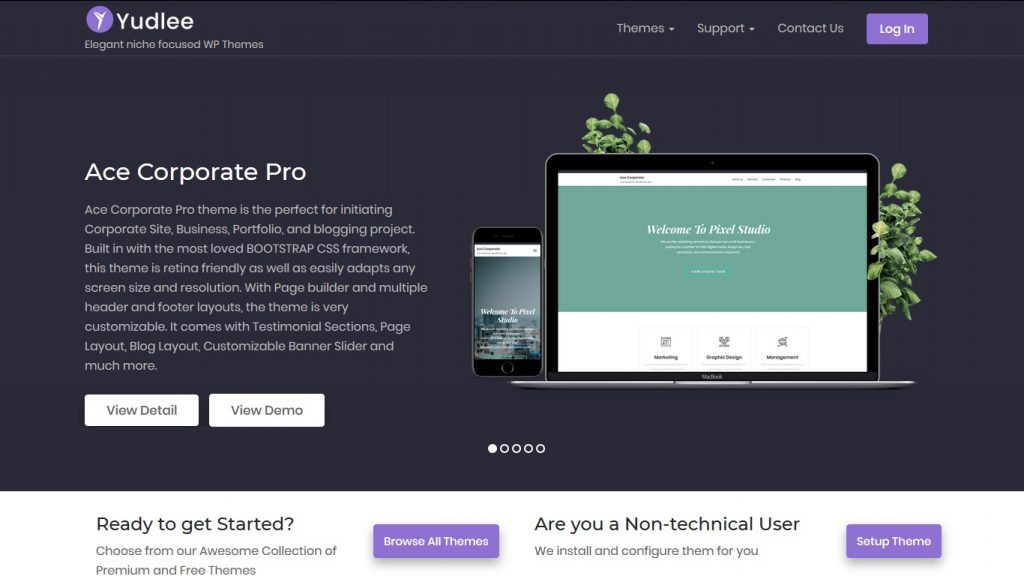 Yudlee
Elegant niche focused WP Themes
Themes
Support
Contact Us
Log In
Ace Corporate Pro
Ace Corporate Pro theme is the perfect for initiating
Corporate Site, Business, Portfolio, and blogging project.
Built in with the most loved BOOTSTRAP CSS framework,
this theme is retina friendly as well as easily adapts any
screen size and resolution. With Page builder and multiple
header and footer layouts, the theme is very
customizable. It comes with Testimonial Sections, Page
Layout, Blog Layout, Customizable Banner Slider and
much more.
View Detail
View Demo
Ace Corporate
Welcome To Pixel
Studio
Ace Corporate
Welcome To Pixel Studio
Marketing
Graphic Design
Management
MacBook
Ready to get Started?
Choose from our Awesome Collection of
Premium and Free Themes
Browse All Themes
Are you a Non-technical User
We install and configure them for you
Setup Theme